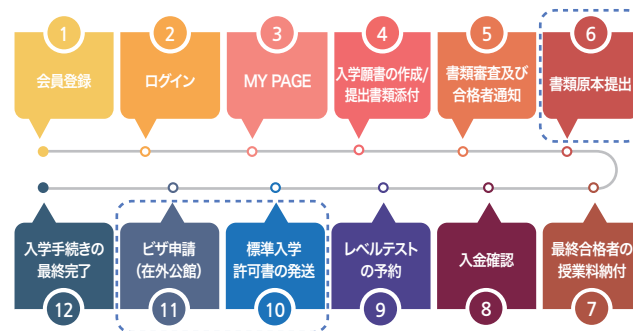 1
会員登録
2
ログイン
3
MY PAGE
4
入学願書の作成/
提出書類添付
5
書類審査及び
合格者通知
6
書類原本提出
最終合格者の
授業料納付
7
入金確認
8
レベルテスト
の予約
9
標準入学
許可書の発送
10
ビザ申請
(在外公館)
11
入学手続きの
最終完了
12